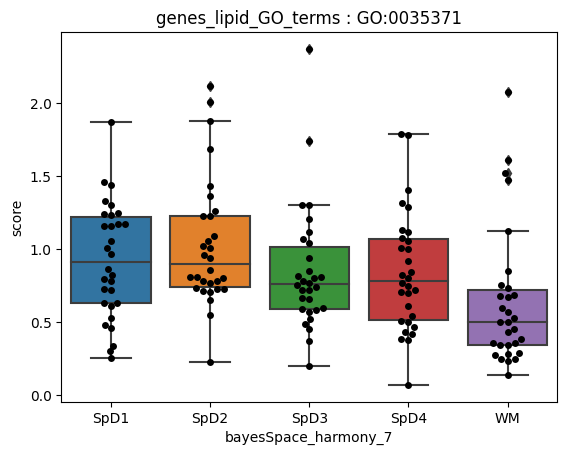 genes_lipid_GO_terms : GO:0035371
score
2.0
1.5
1.0
0.5
0.0
SpD1 SpD2 SpD3 SpD4 WM
bayesSpace_harmony_7